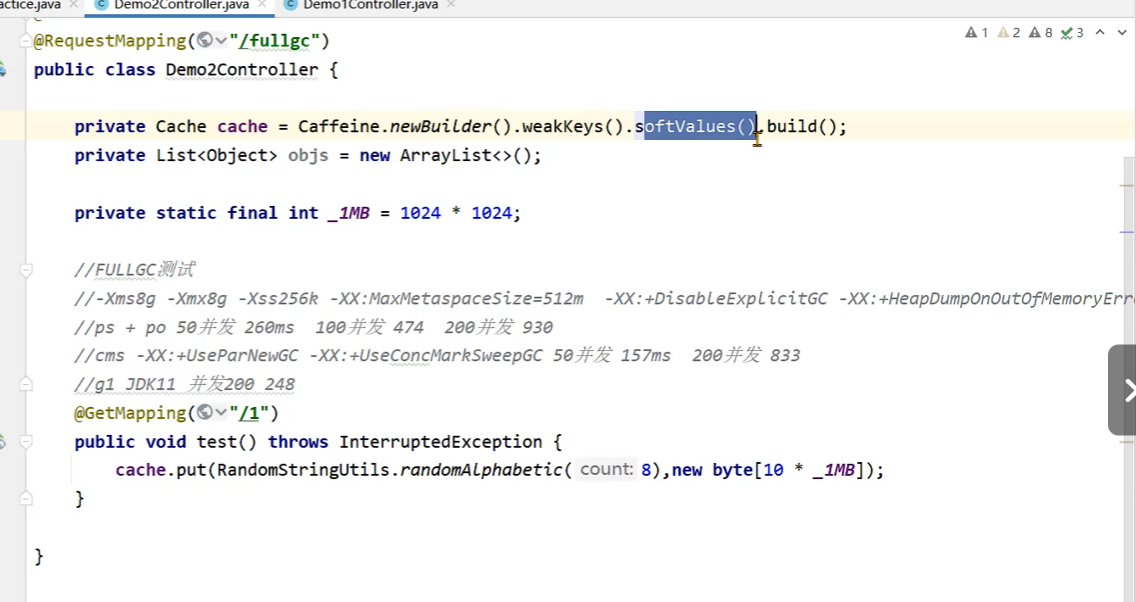 actice.java × Demo2Controller.java × Demo1Controller.java ×
@RequestMapping("/fullgc") 1 2 8 3
public class Demo2Controller {
private Cache cache = Caffeine.newBuilder().weakKeys().softValues().build();
private List<Object> objs = new ArrayList<>();
private static final int _1MB = 1024 * 1024;
//FULLGC测试
//-Xms8g -Xmx8g -Xss256k -XX:MaxMetaspaceSize=512m -XX:+DisableExplicitGC -XX:+HeapDumpOnOutOfMemoryErr
//ps + po 50并发 260ms 100并发 474 200并发 930
//cms -XX:+UseParNewGC -XX:+UseConcMarkSweepGC 50并发 157ms 200并发 833
//g1 JDK11 并发200 248
@GetMapping("/1")
public void test() throws InterruptedException {
cache.put(RandomStringUtils.randomAlphabetic( count: 8),new byte[10 * _1MB]);
}
}